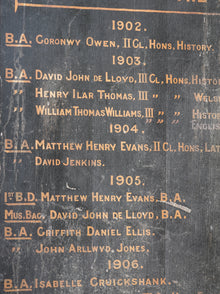 1902.
B.A. GORONWY OWEN, II CL, HONS, HISTORY.
1903.
B.A. DAVID JOHN DE LLOYD, III CL, HONS, HISTO
" HENRY ILAR THOMAS, III " " WELS
" WILLIAM THOMAS WILLIAMS, III " " HISTO
ENGLIS
1904.
B.A. MATTHEW HENRY EVANS, II CL, HONS, LAT
" DAVID JENKINS.
1905.
1ST B.D. MATTHEW HENRY EVANS, B.A.
MUS. BAC. DAVID JOHN DE LLOYD, B.A.
B.A. GRIFFITH DANIEL ELLIS.
" JOHN ARLLWYD, JONES.
1906.
B.A. ISABELLE CRUICKSHANK.